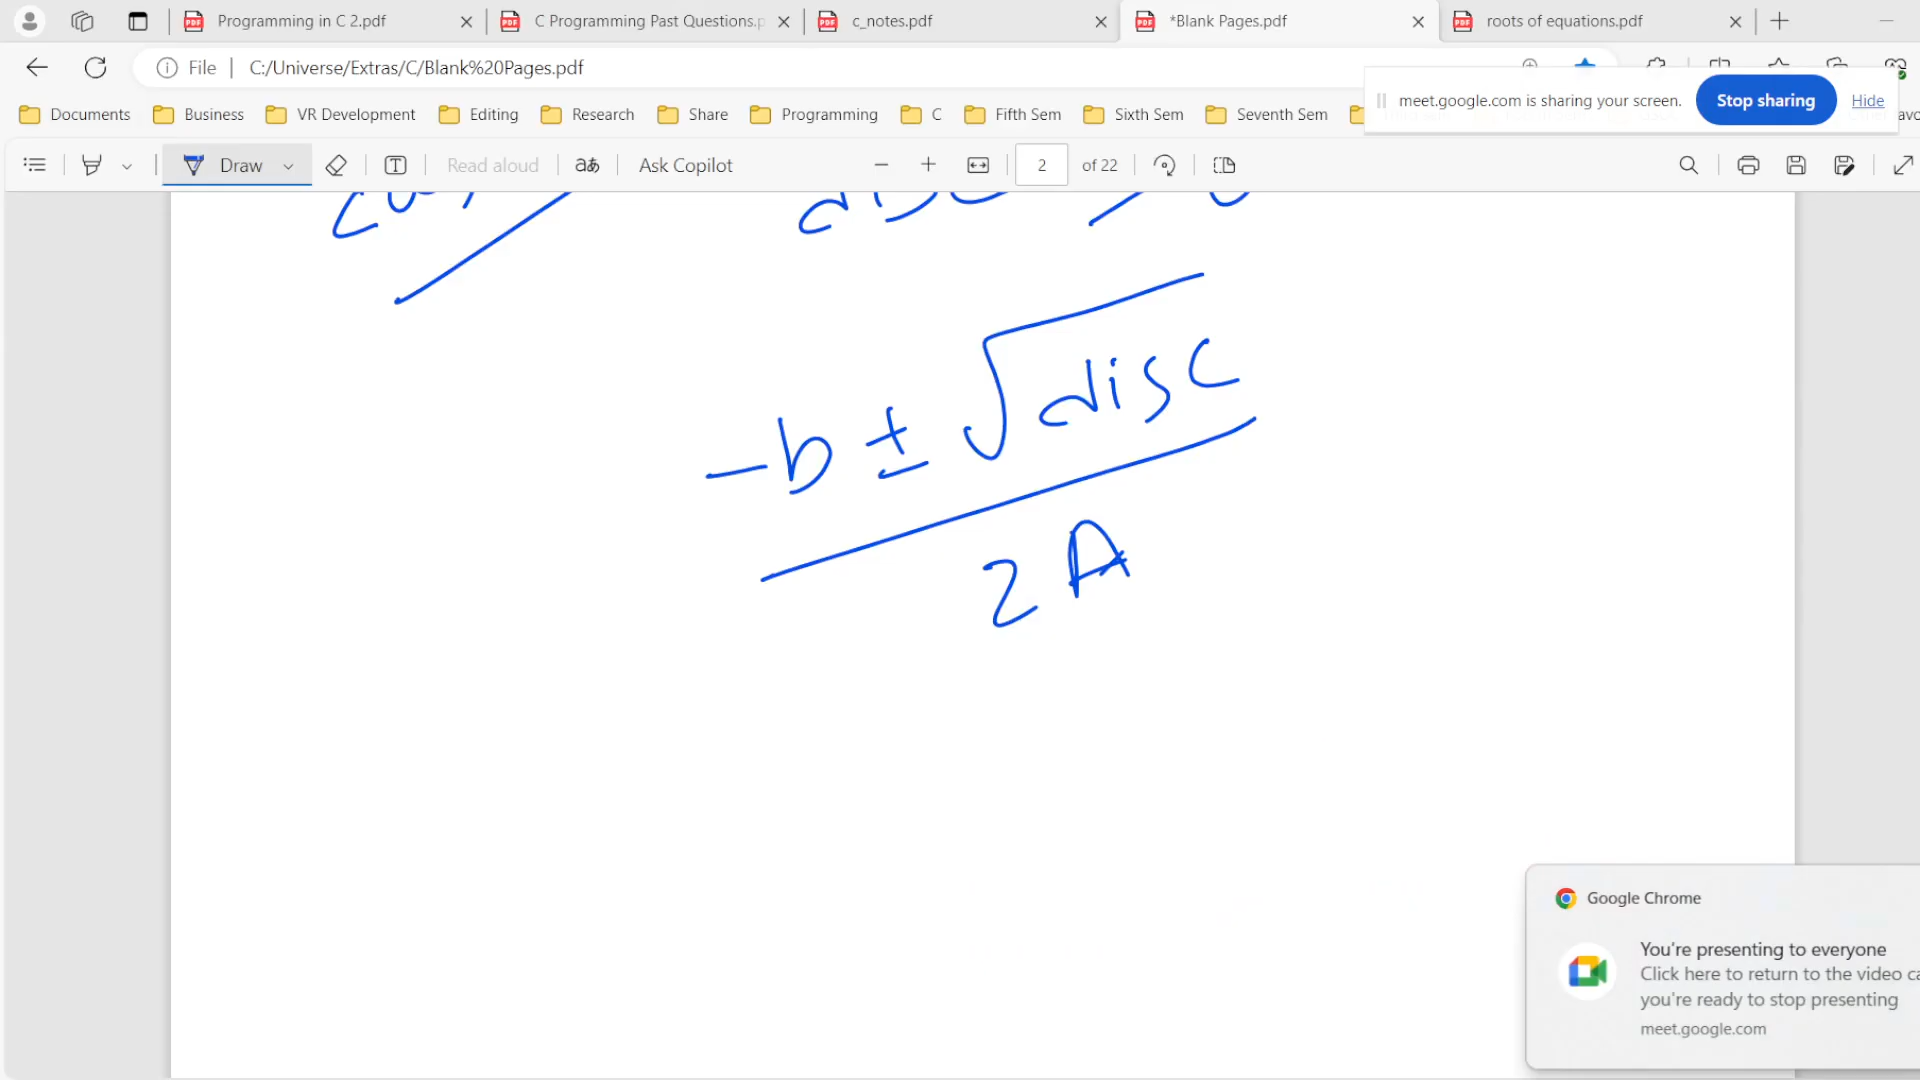 Programming in C 2.pdf
C Programming Past Questions.p
c_notes.pdf
*Blank Pages.pdf
roots of equations.pdf
File
C:/Universe/Extras/C/Blank%20Pages.pdf
meet.google.com is sharing your screen.
Stop sharing
Hide
Documents
Business
VR Development
Editing
Research
Share
Programming
C
Fifth Sem
Sixth Sem
Seventh Sem
Draw
Read aloud
aあ
Ask Copilot
2
of 22
-b ± √disc
2A
Google Chrome
You're presenting to everyone
Click here to return to the video ca
you're ready to stop presenting
meet.google.com